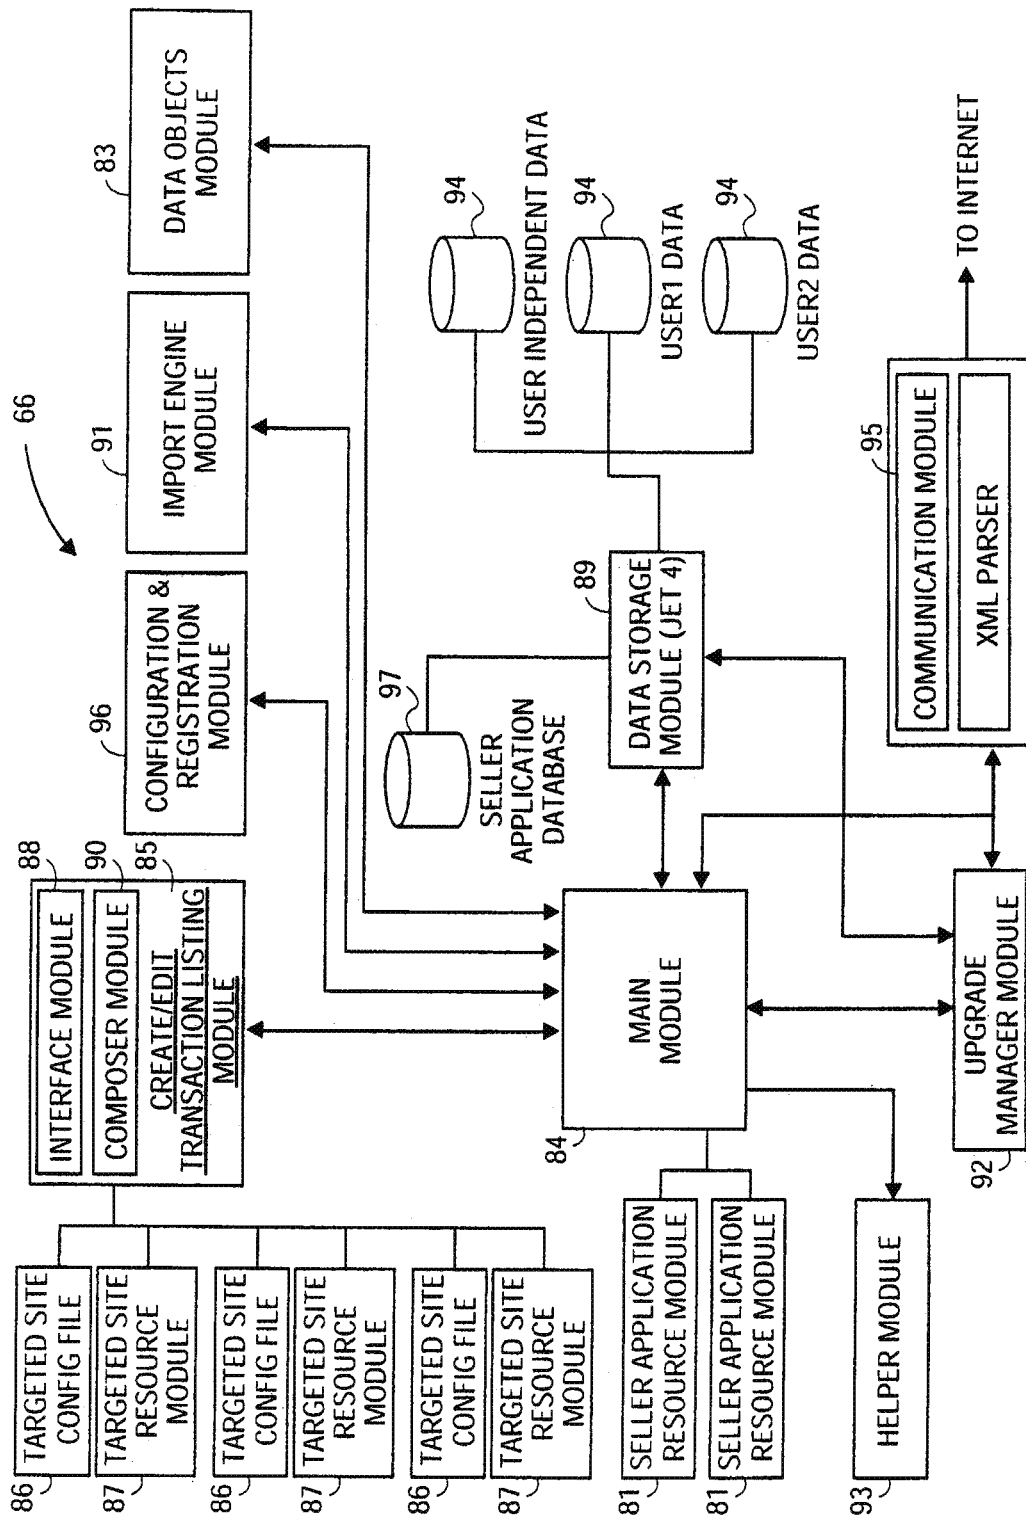 66
86
TARGETED SITE
CONFIG FILE
87
TARGETED SITE
RESOURCE
MODULE
86
TARGETED SITE
CONFIG FILE
87
TARGETED SITE
RESOURCE
MODULE
86
TARGETED SITE
CONFIG FILE
87
TARGETED SITE
RESOURCE
MODULE
81
SELLER APPLICATION
RESOURCE MODULE
81
SELLER APPLICATION
RESOURCE MODULE
93
HELPER MODULE
88
INTERFACE MODULE
90
COMPOSER MODULE
85
CREATE/EDIT
TRANSACTION LISTING
MODULE
84
MAIN
MODULE
92
UPGRADE
MANAGER MODULE
96
CONFIGURATION &
REGISTRATION
MODULE
97
SELLER
APPLICATION
DATABASE
89
DATA STORAGE
MODULE (JET 4)
95
COMMUNICATION MODULE
XML PARSER
TO INTERNET
91
IMPORT ENGINE
MODULE
83
DATA OBJECTS
MODULE
94
USER INDEPENDENT DATA
94
USER1 DATA
94
USER2 DATA